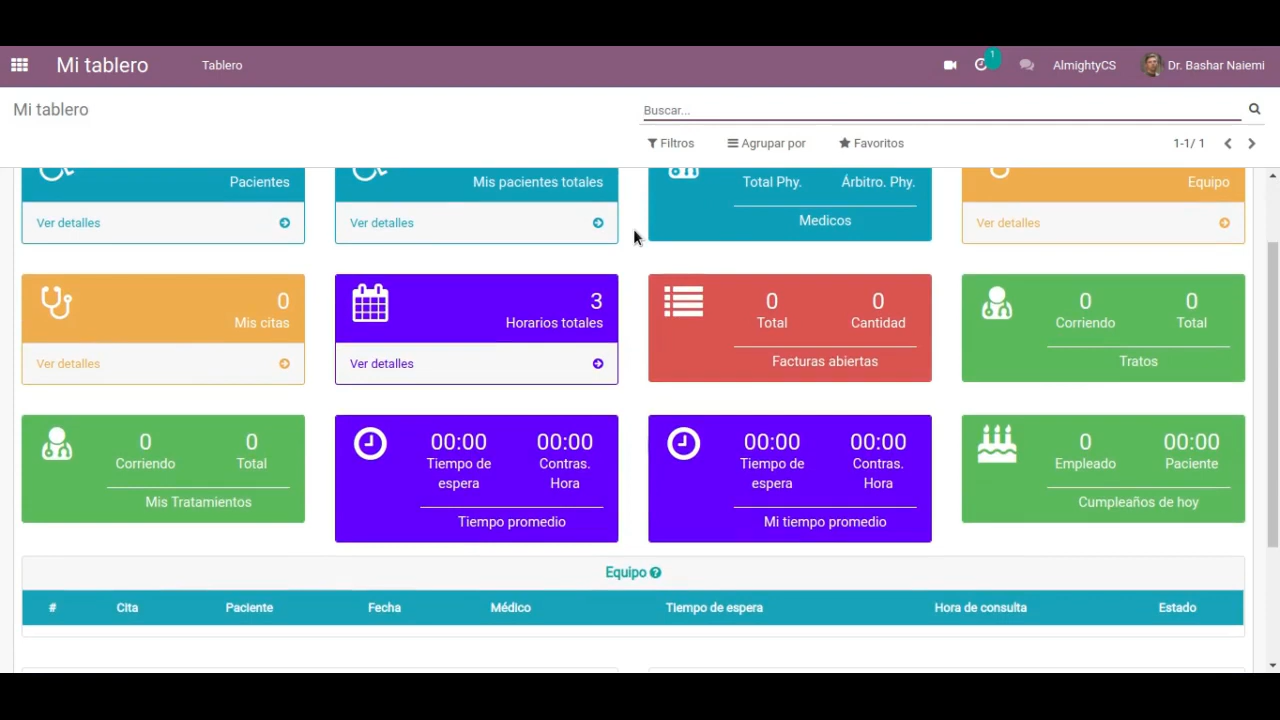 Mi tablero
Tablero
1
AlmightyCS
Dr. Bashar Naiemi
Mi tablero
Buscar...
Filtros
Agrupar por
Favoritos
1-1/ 1
Pacientes
Ver detalles
Mis pacientes totales
Ver detalles
Total Phy.
Árbitro. Phy.
Medicos
Equipo
Ver detalles
0
Mis citas
Ver detalles
3
Horarios totales
Ver detalles
0
Total
0
Cantidad
Facturas abiertas
0
Corriendo
0
Total
Tratos
0
Corriendo
0
Total
Mis Tratamientos
00:00
Tiempo de
espera
00:00
Contras.
Hora
Tiempo promedio
00:00
Tiempo de
espera
00:00
Contras.
Hora
Mi tiempo promedio
0
Empleado
00:00
Paciente
Cumpleaños de hoy
Equipo ?
# Cita Paciente Fecha Médico Tiempo de espera Hora de consulta Estado